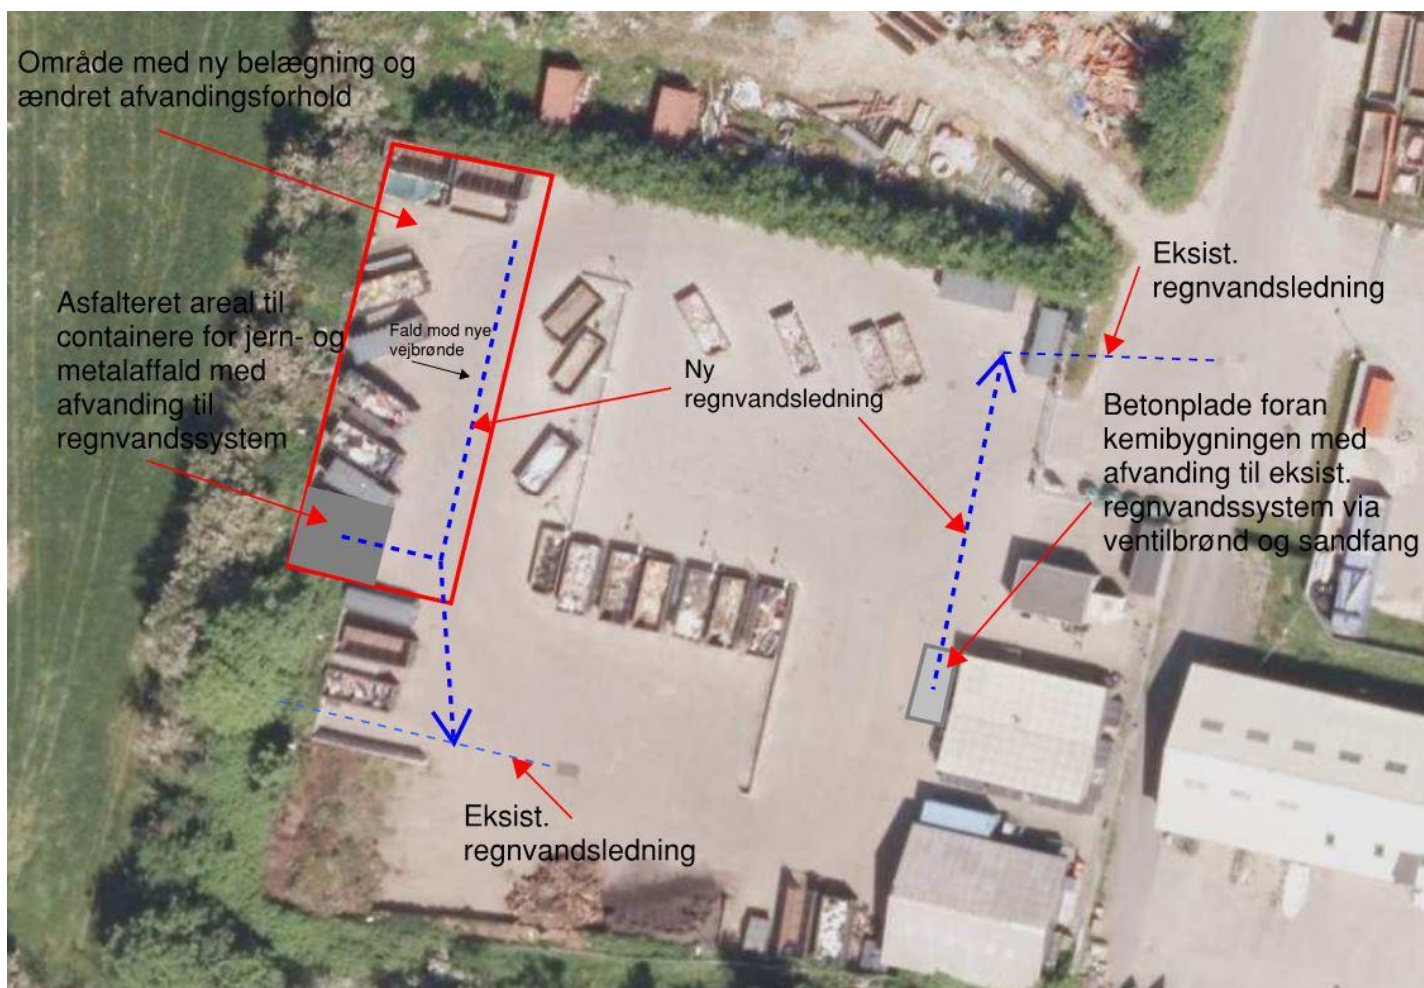 Område med ny belægning og
ændret afvandingsforhold
Eksist.
regnvandsledning
Asfalteret areal til
containere for jern- og
metalaffald med
afvanding til
regnvandssystem
Fald mod nye
vejbrønde
Ny
regnvandsledning
Betonplade foran
kemibygningen med
afvanding til eksist.
regnvandssystem via
ventilbrønd og sandfang
Eksist.
regnvandsledning